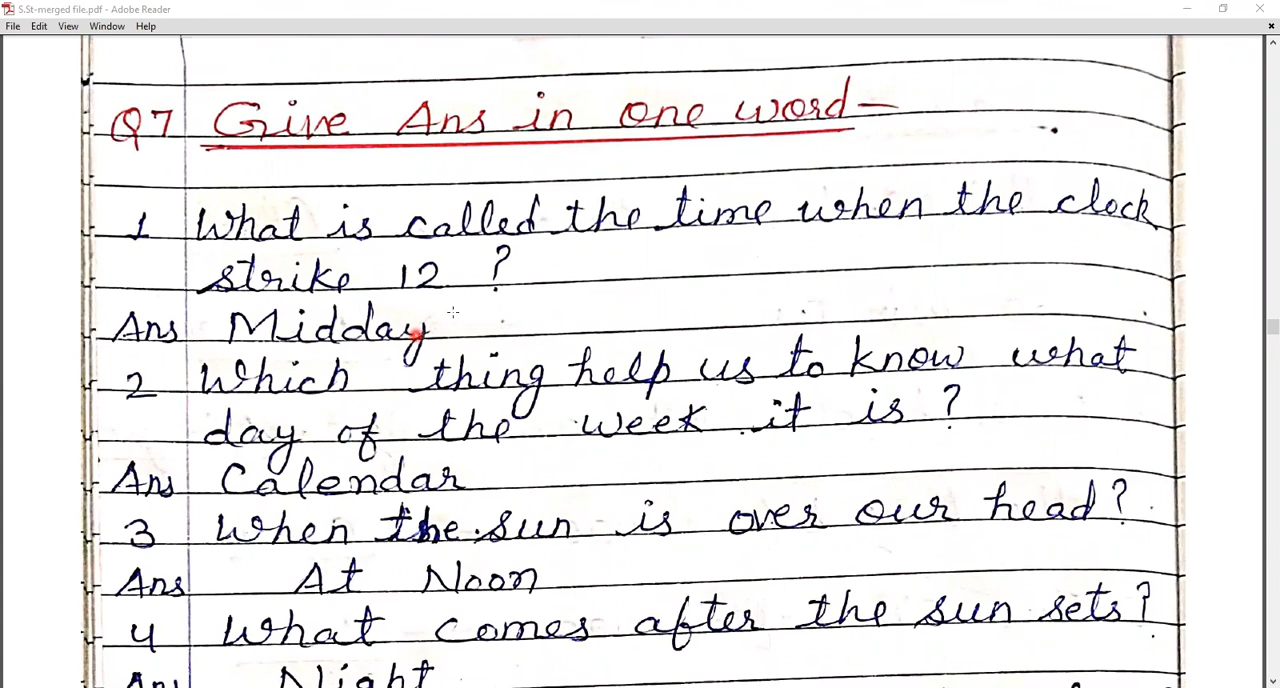 S.St-merged file.pdf - Adobe Reader
File Edit View Window Help
Q7 Give Ans in one word-
1 What is called the time when the clock
strike 12 ?
Ans Midday
2 Which thing help us to know what
day of the week it is ?
Ans Calendar
3 When the sun is over our head?
Ans At Noon
4 What comes after the sun sets?
Ans Night